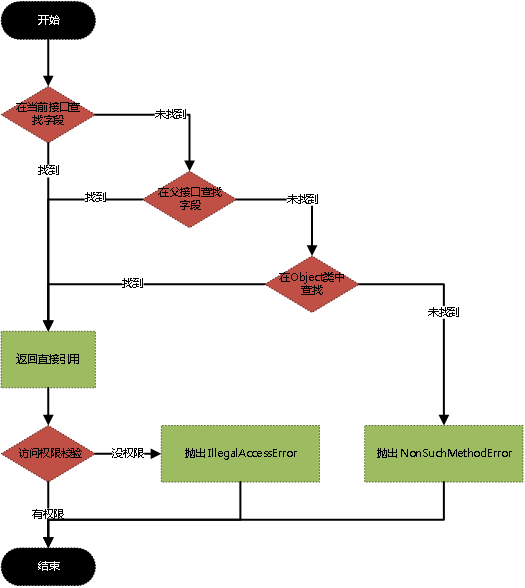 开始
在当前接口查
找字段
未找到
找到
在父接口查找
字段
找到
未找到
在Object类中
查找
找到
未找到
返回直接引用
访问权限校验
没权限
抛出IllegalAccessError
抛出NonSuchMethodError
有权限
结束